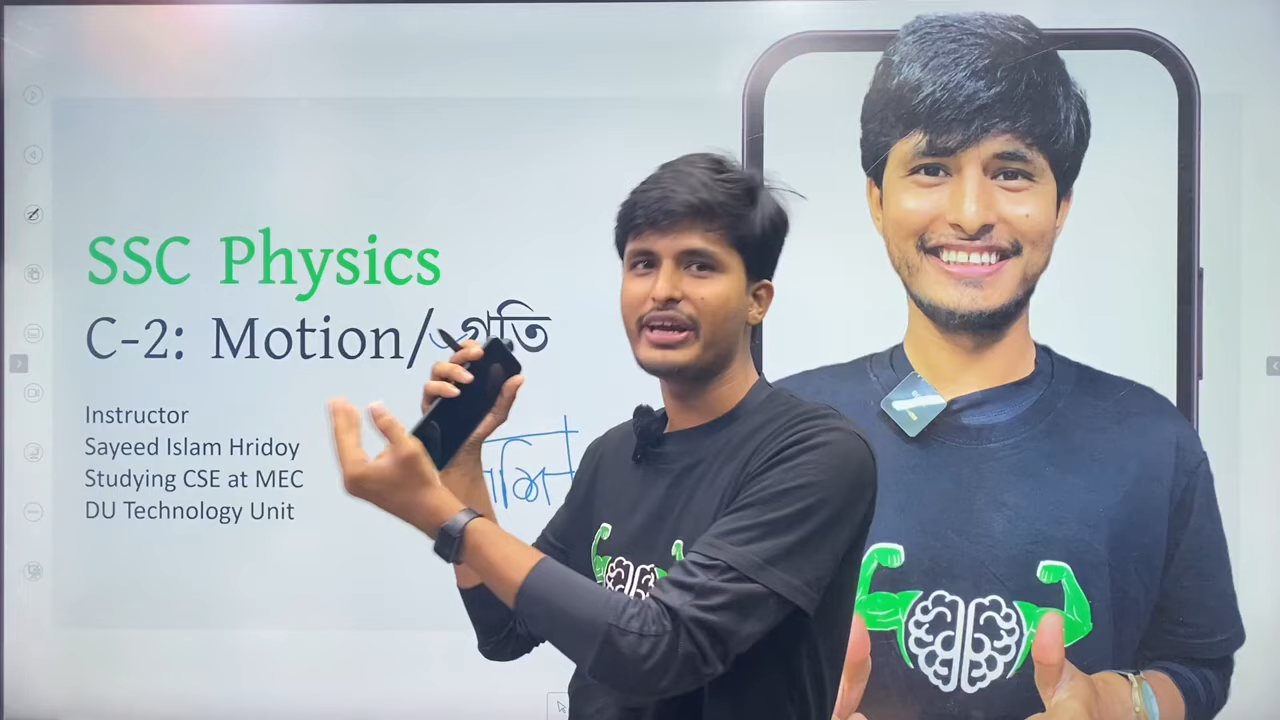 SSC Physics
C-2: Motion/গতি
Instructor
Sayeed Islam Hridoy
Studying CSE at MEC
DU Technology Unit